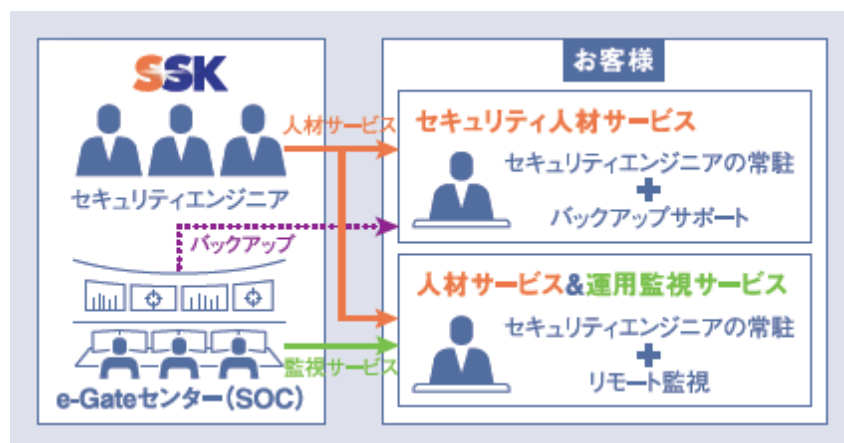 SSK
セキュリティエンジニア
e-Gateセンター(SOC)
人材サービス
バックアップ
監視サービス
お客様
セキュリティ人材サービス
セキュリティエンジニアの常駐
+
バックアップサポート
人材サービス&運用監視サービス
セキュリティエンジニアの常駐
+
リモート監視